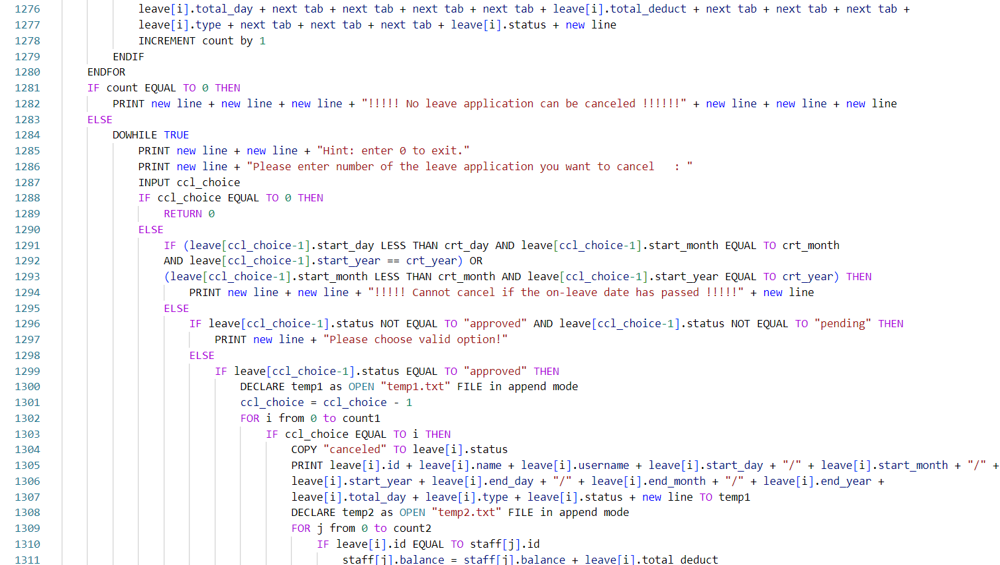 1276 leave[i].total_day + next tab + next tab + next tab + next tab + leave[i].total_deduct + next tab + next tab + next tab +
1277 leave[i].type + next tab + next tab + next tab + leave[i].status + new line
1278 INCREMENT count by 1
1279 ENDIF
1280 ENDFOR
1281 IF count EQUAL TO 0 THEN
1282 PRINT new line + new line + new line + "!!!!! No leave application can be canceled !!!!!!" + new line + new line + new line
1283 ELSE
1284 DOWHILE TRUE
1285 PRINT new line + new line + "Hint: enter 0 to exit."
1286 PRINT new line + "Please enter number of the leave application you want to cancel   : "
1287 INPUT ccl_choice
1288 IF ccl_choice EQUAL TO 0 THEN
1289 RETURN 0
1290 ELSE
1291 IF (leave[ccl_choice-1].start_day LESS THAN crt_day AND leave[ccl_choice-1].start_month EQUAL TO crt_month
1292 AND leave[ccl_choice-1].start_year == crt_year) OR
1293 (leave[ccl_choice-1].start_month LESS THAN crt_month AND leave[ccl_choice-1].start_year EQUAL TO crt_year) THEN
1294 PRINT new line + new line + "!!!!! Cannot cancel if the on-leave date has passed !!!!!" + new line
1295 ELSE
1296 IF leave[ccl_choice-1].status NOT EQUAL TO "approved" AND leave[ccl_choice-1].status NOT EQUAL TO "pending" THEN
1297 PRINT new line + "Please choose valid option!"
1298 ELSE
1299 IF leave[ccl_choice-1].status EQUAL TO "approved" THEN
1300 DECLARE temp1 as OPEN "temp1.txt" FILE in append mode
1301 ccl_choice = ccl_choice - 1
1302 FOR i from 0 to count1
1303 IF ccl_choice EQUAL TO i THEN
1304 COPY "canceled" TO leave[i].status
1305 PRINT leave[i].id + leave[i].name + leave[i].username + leave[i].start_day + "/" + leave[i].start_month + "/" +
1306 leave[i].start_year + leave[i].end_day + "/" + leave[i].end_month + "/" + leave[i].end_year +
1307 leave[i].total_day + leave[i].type + leave[i].status + new line TO temp1
1308 DECLARE temp2 as OPEN "temp2.txt" FILE in append mode
1309 FOR j from 0 to count2
1310 IF leave[i].id EQUAL TO staff[j].id
1311 staff[j].balance = staff[j].balance + leave[i].total_deduct